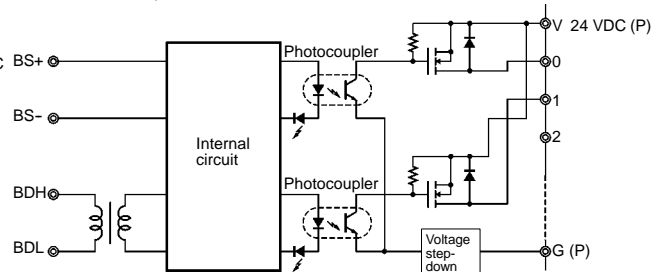 Photocoupler
V 24 VDC (P)
C BS+
0
BS−
1
2
Internal
circuit
Photocoupler
BDH
BDL
Voltage
step-
down
G (P)